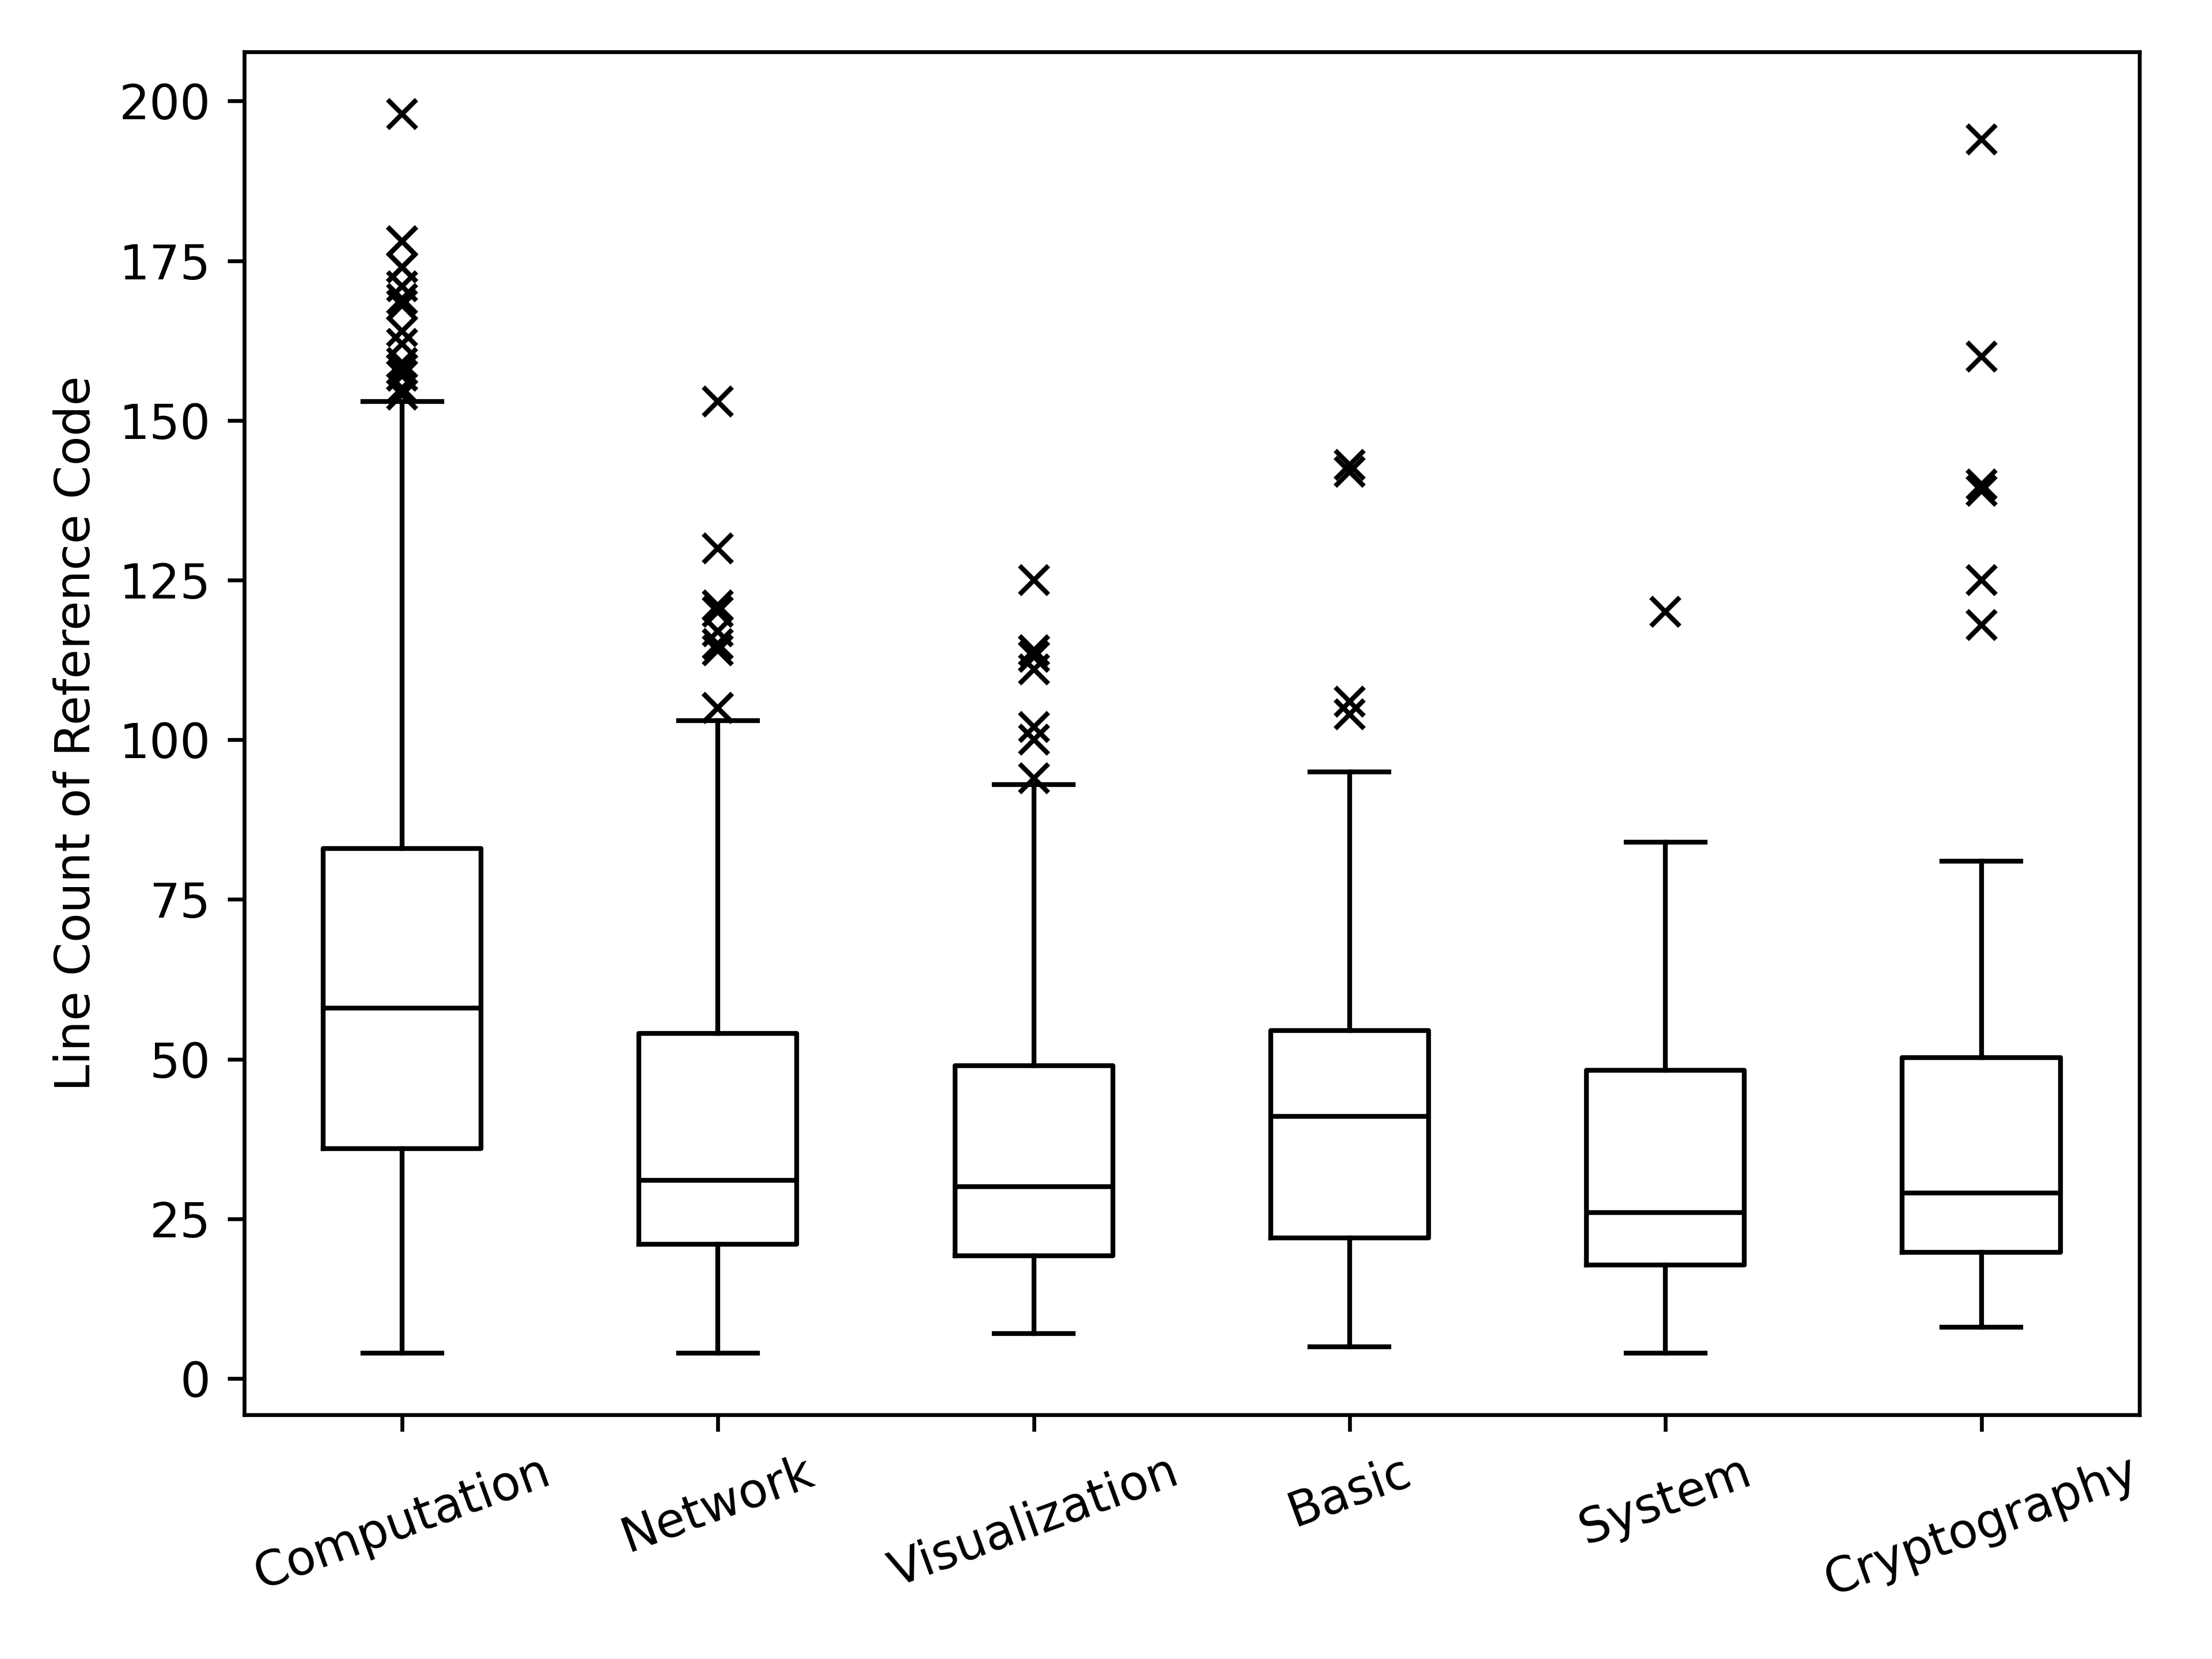 Line Count of Reference Code
200
175
150
125
100
75
50
25
0
Computation
Network
Visualization
Basic
System
Cryptography